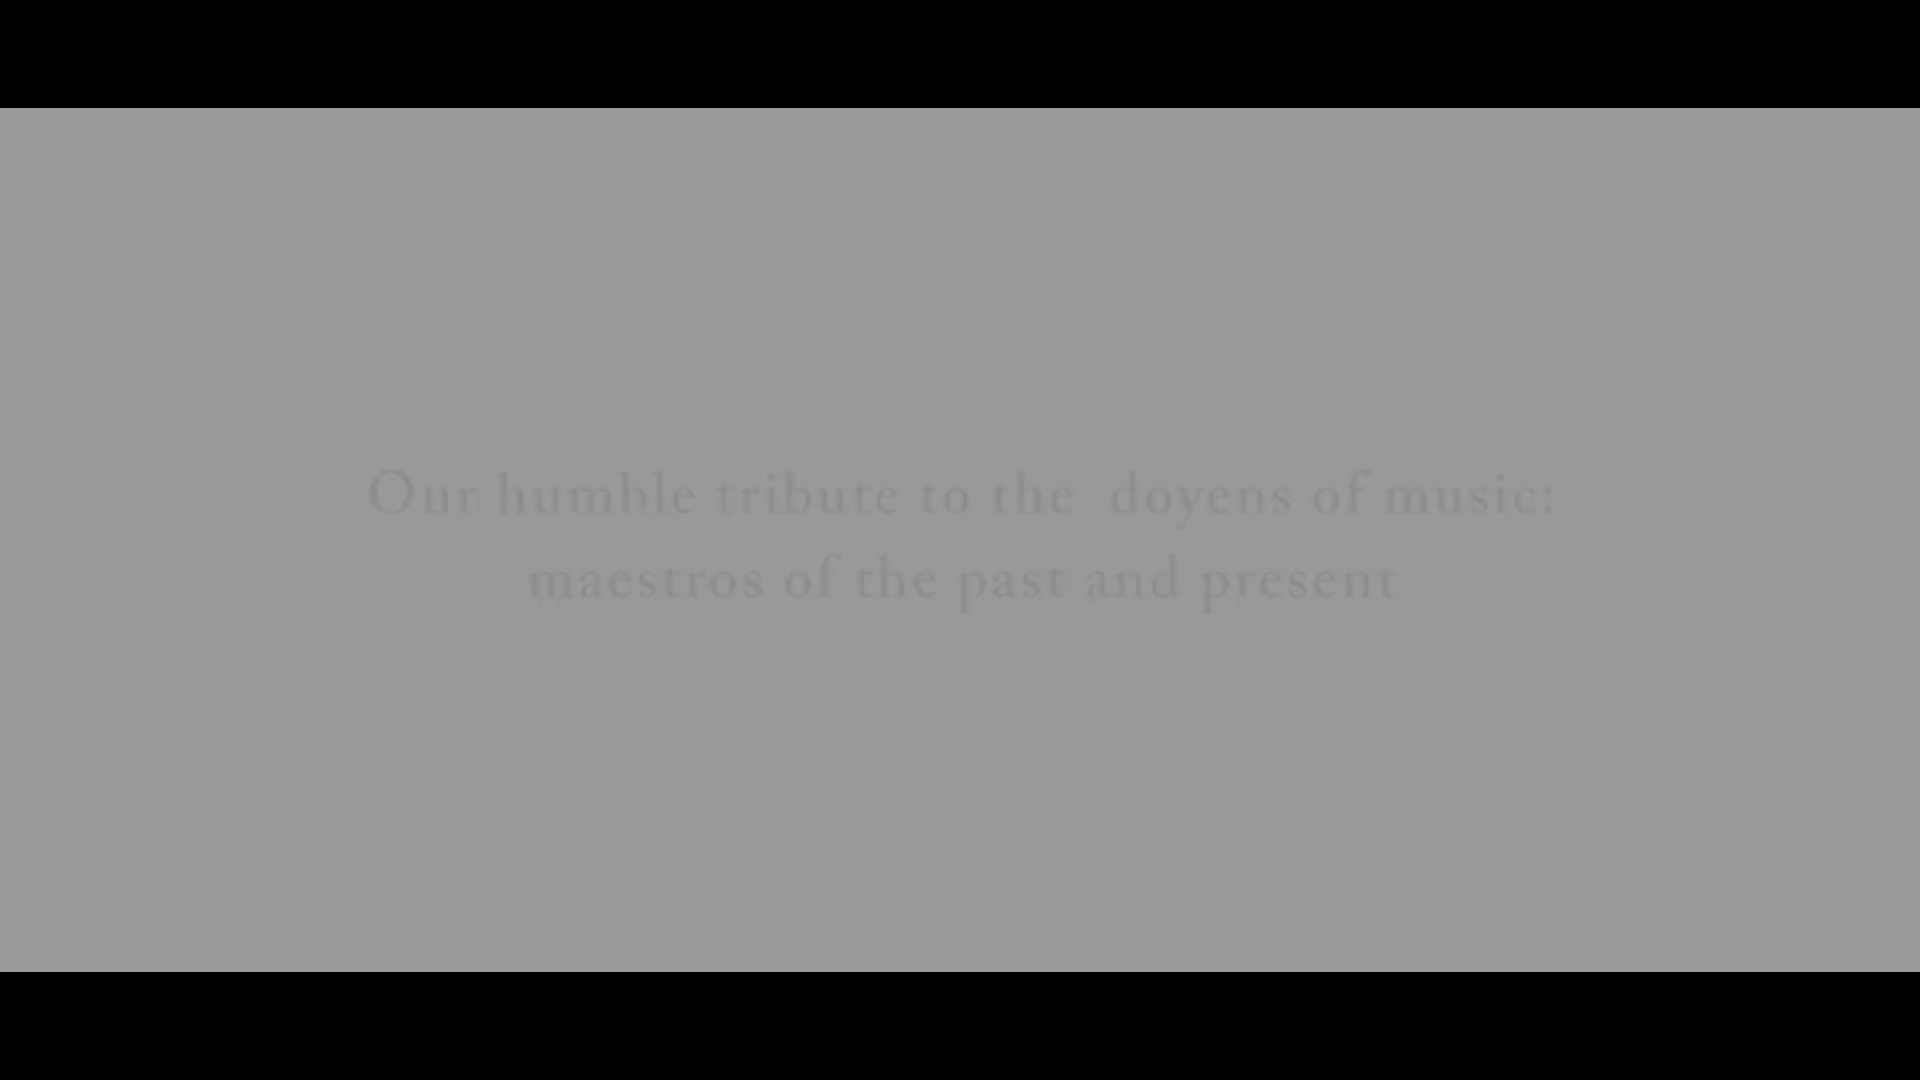 Our humble tribute to the doyens of music:
maestros of the past and present